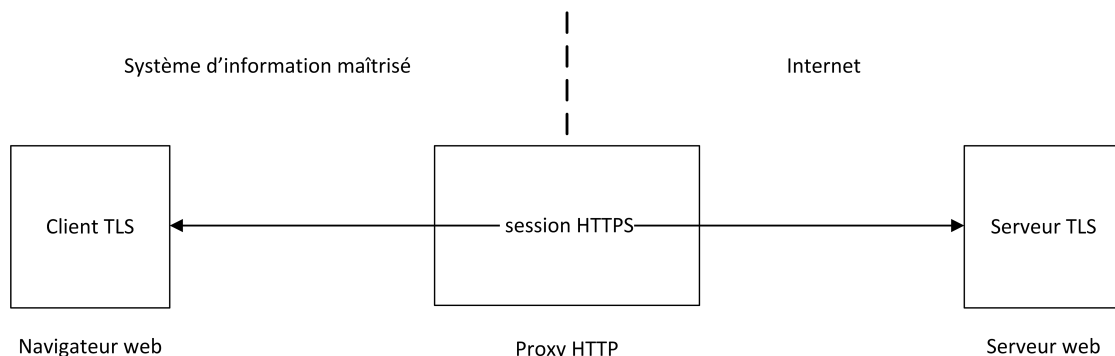 Système d’information maîtrisé
Internet
Client TLS
session HTTPS
Serveur TLS
Navigateur web
Proxy HTTP
Serveur web